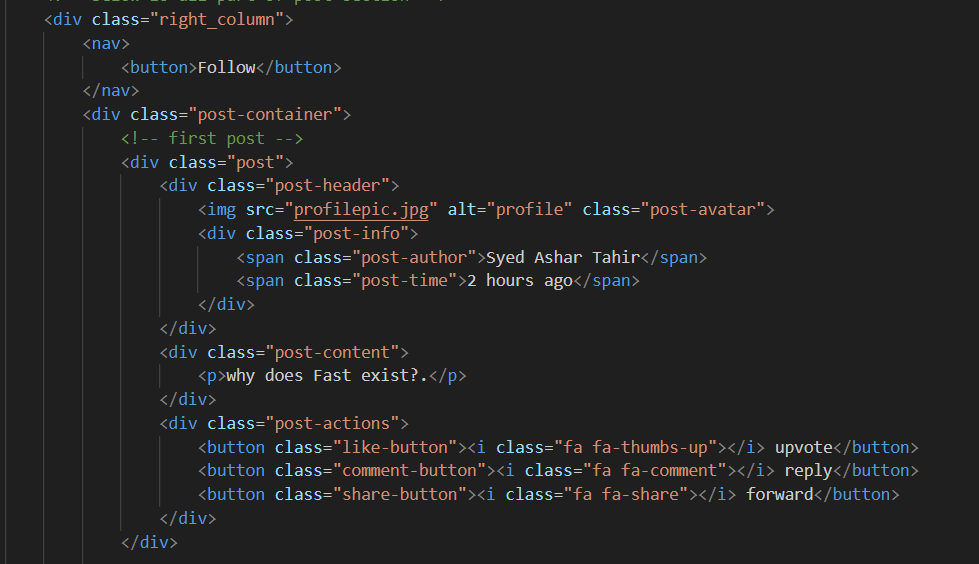 <div class="right_column">
<nav>
<button>Follow</button>
</nav>
<div class="post-container">
<!-- first post -->
<div class="post">
<div class="post-header">
<img src="profilepic.jpg" alt="profile" class="post-avatar">
<div class="post-info">
<span class="post-author">Syed Ashar Tahir</span>
<span class="post-time">2 hours ago</span>
</div>
</div>
<div class="post-content">
<p>why does Fast exist?.</p>
</div>
<div class="post-actions">
<button class="like-button"><i class="fa fa-thumbs-up"></i> upvote</button>
<button class="comment-button"><i class="fa fa-comment"></i> reply</button>
<button class="share-button"><i class="fa fa-share"></i> forward</button>
</div>
</div>